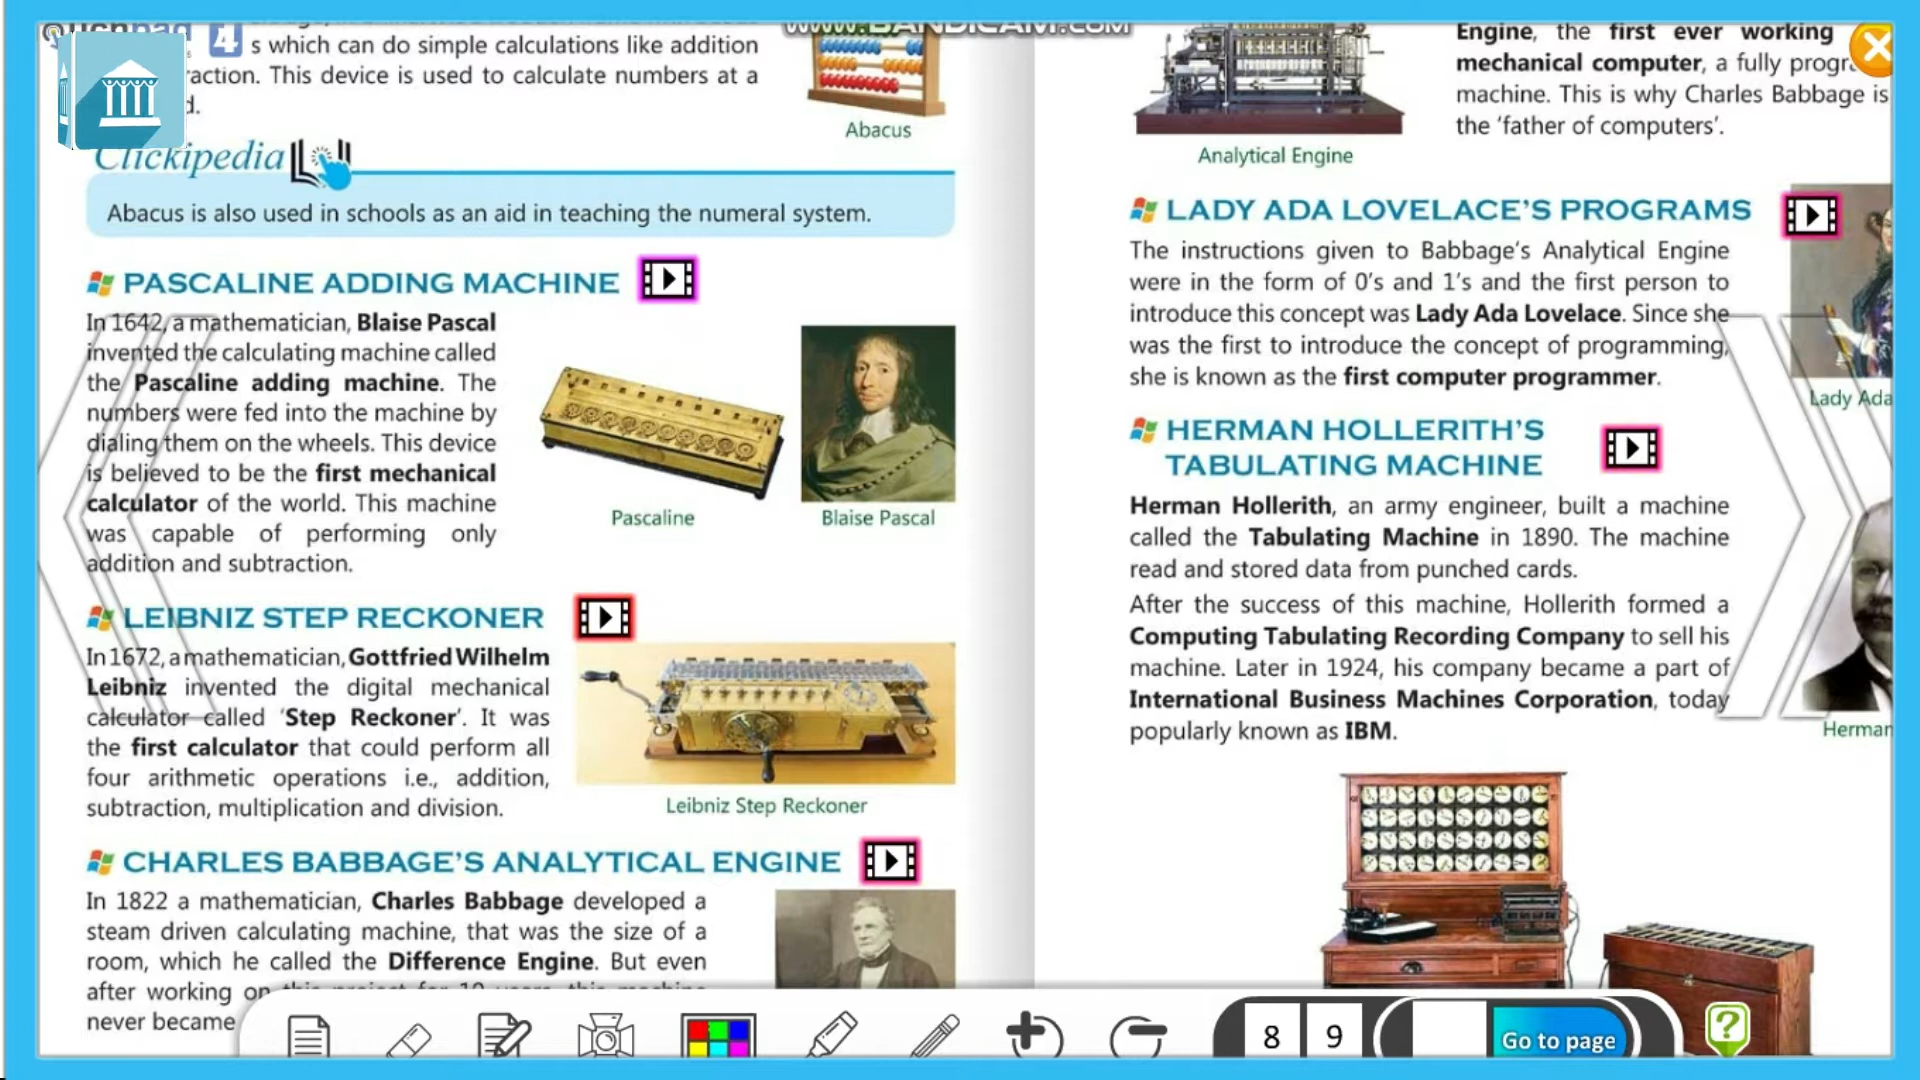 4
s which can do simple calculations like addition
raction. This device is used to calculate numbers at a
d.
Abacus
Clickipedia
Abacus is also used in schools as an aid in teaching the numeral system.
PASCALINE ADDING MACHINE
In 1642, a mathematician, Blaise Pascal
invented the calculating machine called
the Pascaline adding machine. The
numbers were fed into the machine by
dialing them on the wheels. This device
is believed to be the first mechanical
calculator of the world. This machine
was capable of performing only
addition and subtraction.
Pascaline
Blaise Pascal
LEIBNIZ STEP RECKONER
In 1672, a mathematician, Gottfried Wilhelm
Leibniz invented the digital mechanical
calculator called ‘Step Reckoner’. It was
the first calculator that could perform all
four arithmetic operations i.e., addition,
subtraction, multiplication and division.
Leibniz Step Reckoner
CHARLES BABBAGE’S ANALYTICAL ENGINE
In 1822 a mathematician, Charles Babbage developed a
steam driven calculating machine, that was the size of a
room, which he called the Difference Engine. But even
after working on this project for 10 years, this machine
never became
www.BANDICAM.com
Engine, the first ever working
mechanical computer, a fully progr
machine. This is why Charles Babbage is
the ‘father of computers’.
Analytical Engine
LADY ADA LOVELACE’S PROGRAMS
The instructions given to Babbage’s Analytical Engine
were in the form of 0’s and 1’s and the first person to
introduce this concept was Lady Ada Lovelace. Since she
was the first to introduce the concept of programming,
she is known as the first computer programmer.
Lady Ada
HERMAN HOLLERITH’S
TABULATING MACHINE
Herman Hollerith, an army engineer, built a machine
called the Tabulating Machine in 1890. The machine
read and stored data from punched cards.
After the success of this machine, Hollerith formed a
Computing Tabulating Recording Company to sell his
machine. Later in 1924, his company became a part of
International Business Machines Corporation, today
popularly known as IBM.
Herman
8 9 Go to page ?